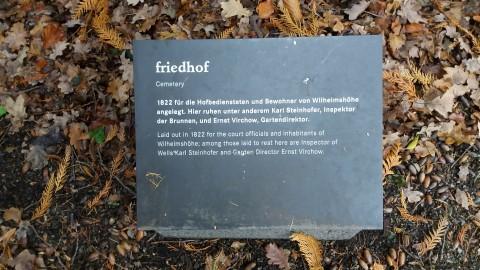 friedhof
Cemetery
1822 für die Hofbediensteten und Bewohner von Wilhelmshöhe
angelegt. Hier ruhen unter anderem Karl Steinhofer, Inspektor
der Brunnen, und Ernst Virchow, Gartendirektor.
Laid out in 1822 for the court officials and inhabitants of
Wilhelmshöhe; among those laid to rest here are Inspector of
Wells Karl Steinhofer and Garden Director Ernst Virchow.